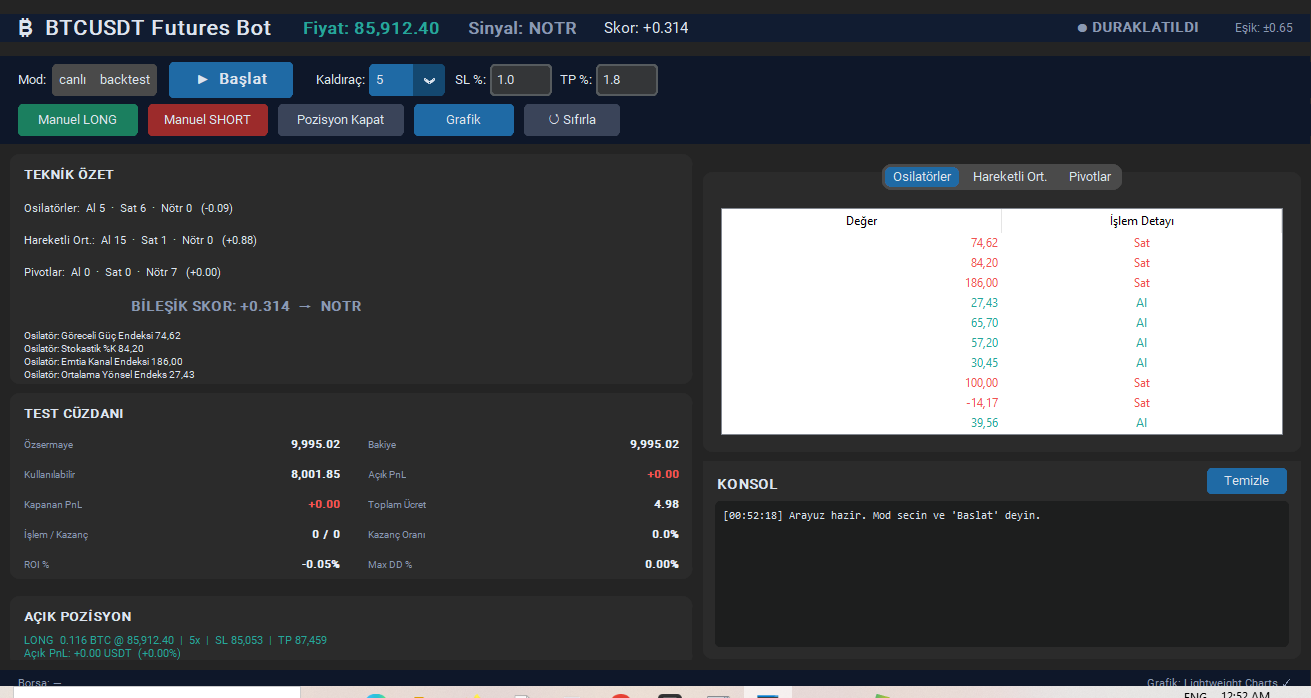 ₿ BTCUSDT Futures Bot Fiyat: 85,912.40 Sinyal: NOTR Skor: +0.314 ● DURAKLATILDI Eşik: ±0.65
Mod: canlı backtest ► Başlat Kaldıraç: 5 SL %: 1.0 TP %: 1.8
Manuel LONG Manuel SHORT Pozisyon Kapat Grafik ↺ Sıfırla
TEKNİK ÖZET
Osilatörler: Al 5 · Sat 6 · Nötr 0 (-0.09)
Hareketli Ort.: Al 15 · Sat 1 · Nötr 0 (+0.88)
Pivotlar: Al 0 · Sat 0 · Nötr 7 (+0.00)
BİLEŞİK SKOR: +0.314 → NOTR
Osilatör: Göreceli Güç Endeksi 74,62
Osilatör: Stokastik %K 84,20
Osilatör: Emtia Kanal Endeksi 186,00
Osilatör: Ortalama Yönsel Endeks 27,43
TEST CÜZDANI
Özsermaye 9,995.02 Bakiye 9,995.02
Kullanılabilir 8,001.85 Açık PnL +0.00
Kapanan PnL +0.00 Toplam Ücret 4.98
İşlem / Kazanç 0 / 0 Kazanç Oranı 0.0%
ROI % -0.05% Max DD % 0.00%
AÇIK POZİSYON
LONG 0.116 BTC @ 85,912.40 | 5x | SL 85,053 | TP 87,459
Açık PnL: +0.00 USDT (+0.00%)
Osilatörler Hareketli Ort. Pivotlar
Değer İşlem Detayı
74,62 Sat
84,20 Sat
186,00 Sat
27,43 Al
65,70 Al
57,20 Al
30,45 Al
100,00 Sat
-14,17 Sat
39,56 Al
KONSOL Temizle
[00:52:18] Arayuz hazir. Mod secin ve 'Baslat' deyin.
Borsa: — Grafik: Lightweight Charts ✓
ENG 12:52 AM